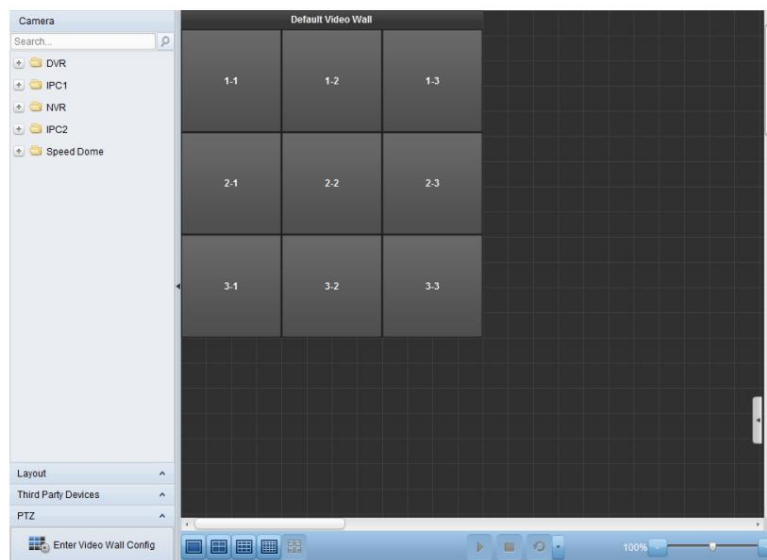 Camera
Search...
DVR
IPC1
NVR
IPC2
Speed Dome
Layout
Third Party Devices
PTZ
Enter Video Wall Config
Default Video Wall
1-1 1-2 1-3
2-1 2-2 2-3
3-1 3-2 3-3
100%